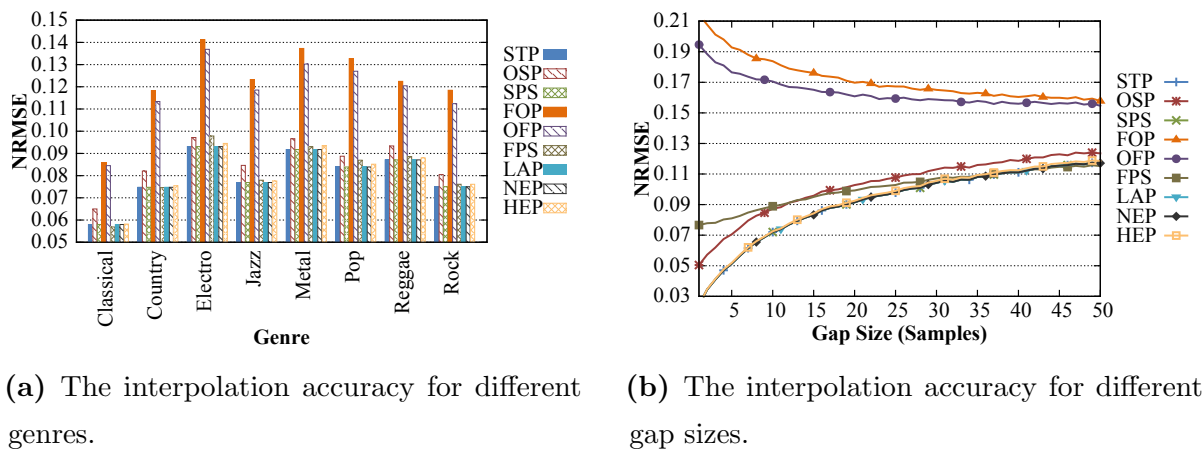 0.15
0.14
0.13
0.12
0.11
0.10
0.09
0.08
0.07
0.06
0.05
NRMSE
Classical
Country
Electro
Jazz
Metal
Pop
Reggae
Rock
Genre
STP
OSP
SPS
FOP
OFP
FPS
LAP
NEP
HEP
(a) The interpolation accuracy for different
genres.
0.21
0.19
0.17
0.15
0.13
0.11
0.09
0.07
0.05
0.03
NRMSE
5 10 15 20 25 30 35 40 45 50
Gap Size (Samples)
STP
OSP
SPS
FOP
OFP
FPS
LAP
NEP
HEP
(b) The interpolation accuracy for different
gap sizes.